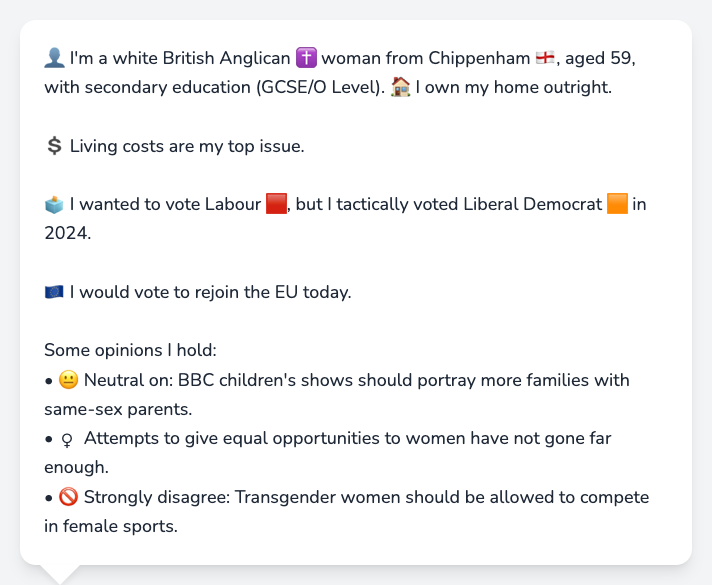 👤 I'm a white British Anglican ✝️ woman from Chippenham 🏴󠁧󠁢󠁥󠁮󠁧󠁿, aged 59,
with secondary education (GCSE/O Level). 🏠 I own my home outright.
💲 Living costs are my top issue.
🗳️ I wanted to vote Labour 🟥, but I tactically voted Liberal Democrat 🟧 in
2024.
🇪🇺 I would vote to rejoin the EU today.
Some opinions I hold:
• 😐 Neutral on: BBC children's shows should portray more families with
same-sex parents.
• ♀ Attempts to give equal opportunities to women have not gone far
enough.
• 🚫 Strongly disagree: Transgender women should be allowed to compete
in female sports.